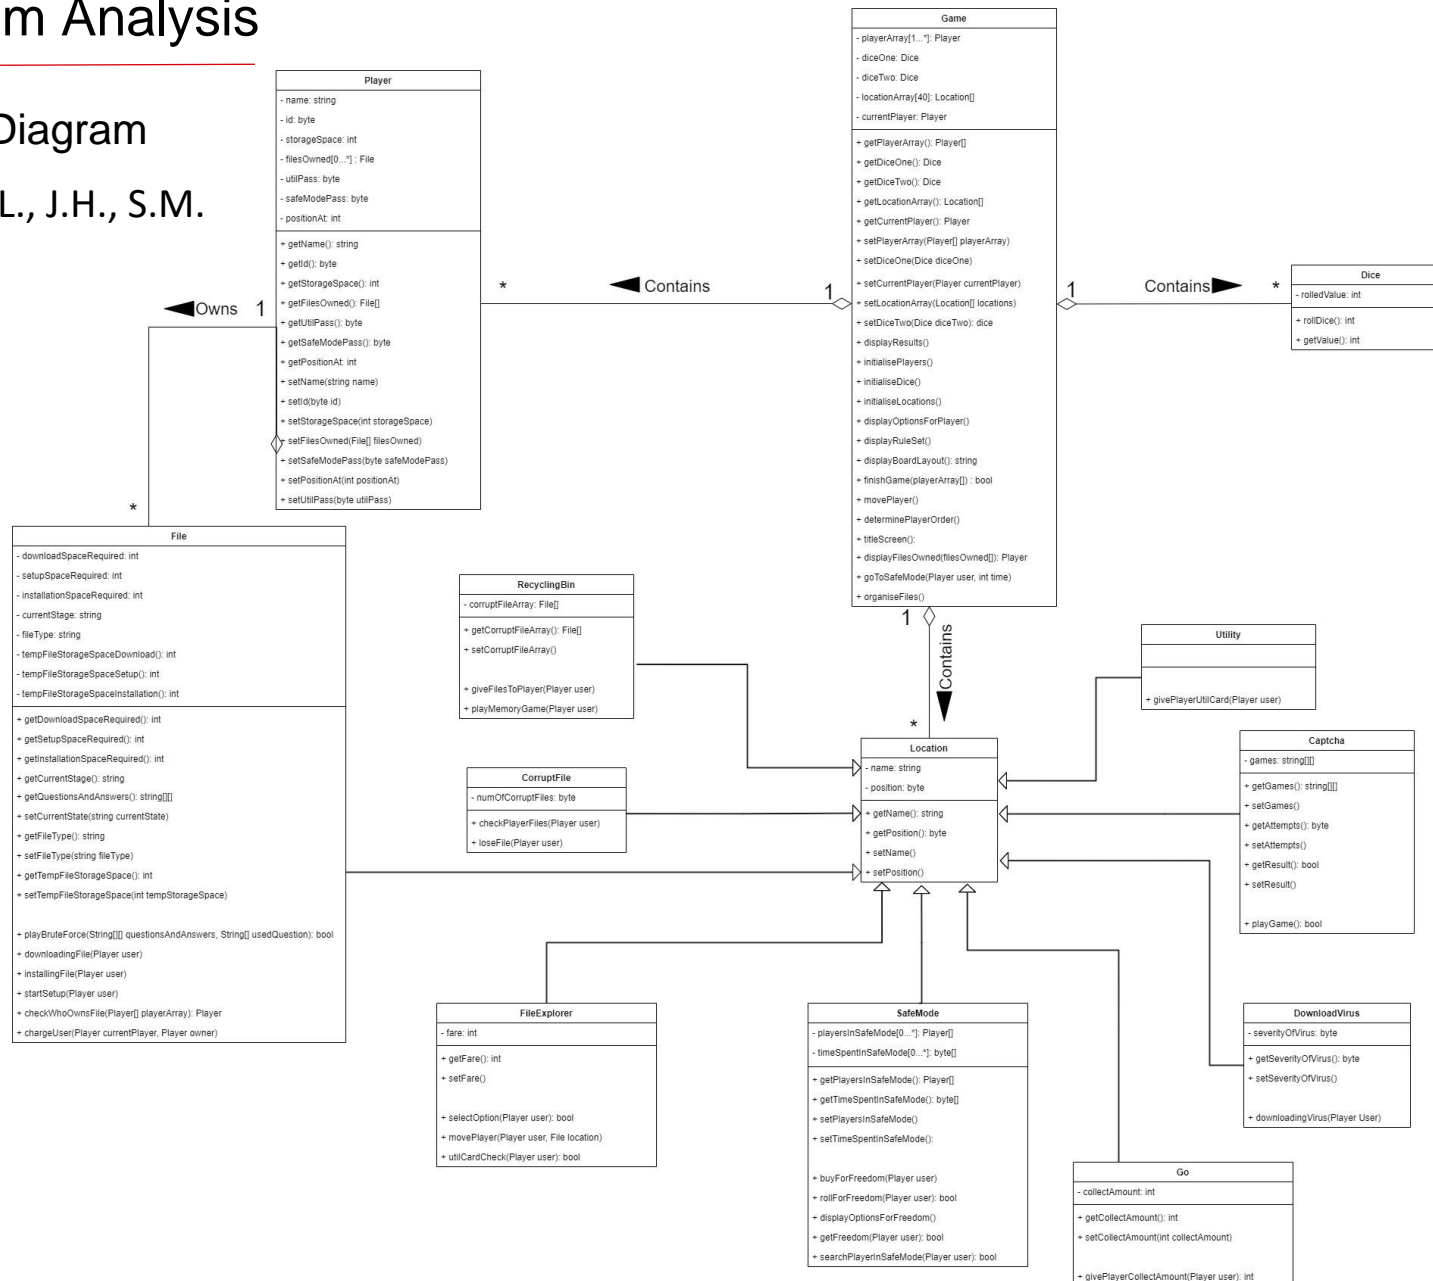 m Analysis
Diagram
L., J.H., S.M.
Player
- name: string
- id: byte
- storageSpace: int
- filesOwned[0...*] : File
- utilPass: byte
- safeModePass: byte
- positionAt: int
+ getName(): string
+ getId(): byte
+ getStorageSpace(): int
+ getFilesOwned(): File[]
+ getUtilPass(): byte
+ getSafeModePass(): byte
+ getPositionAt: int
+ setName(string name)
+ setId(byte id)
+ setStorageSpace(int storageSpace)
+ setFilesOwned(File[] filesOwned)
+ setSafeModePass(byte safeModePass)
+ setPositionAt(int positionAt)
+ setUtilPass(byte utilPass)
Game
- playerArray[1...*]: Player
- diceOne: Dice
- diceTwo: Dice
- locationArray[40]: Location[]
- currentPlayer: Player
+ getPlayerArray(): Player[]
+ getDiceOne(): Dice
+ getDiceTwo(): Dice
+ getLocationArray(): Location[]
+ getCurrentPlayer(): Player
+ setPlayerArray(Player[] playerArray)
+ setDiceOne(Dice diceOne)
+ setCurrentPlayer(Player currentPlayer)
+ setLocationArray(Location[] locations)
+ setDiceTwo(Dice diceTwo): dice
+ displayResults()
+ initialisePlayers()
+ initialiseDice()
+ initialiseLocations()
+ displayOptionsForPlayer()
+ displayRuleSet()
+ displayBoardLayout(): string
+ finishGame(playerArray[]) : bool
+ movePlayer()
+ determinePlayerOrder()
+ titleScreen():
+ displayFilesOwned(filesOwned[]): Player
+ goToSafeMode(Player user, int time)
+ organiseFiles()
* Contains 1
1 Contains *
Dice
- rolledValue: int
+ rollDice(): int
+ getValue(): int
Owns 1
*
File
- downloadSpaceRequired: int
- setupSpaceRequired: int
- installationSpaceRequired: int
- currentStage: string
- fileType: string
- tempFileStorageSpaceDownload(): int
- tempFileStorageSpaceSetup(): int
- tempFileStorageSpaceInstallation(): int
+ getDownloadSpaceRequired(): int
+ getSetupSpaceRequired(): int
+ getInstallationSpaceRequired(): int
+ getCurrentStage(): string
+ getQuestionsAndAnswers(): string[][]
+ setCurrentState(string currentState)
+ getFileType(): string
+ setFileType(string fileType)
+ getTempFileStorageSpace(): int
+ setTempFileStorageSpace(int tempStorageSpace)
+ playBruteForce(String[][] questionsAndAnswers, String[] usedQuestion): bool
+ downloadingFile(Player user)
+ installingFile(Player user)
+ startSetup(Player user)
+ checkWhoOwnsFile(Player[] playerArray): Player
+ chargeUser(Player currentPlayer, Player owner)
RecyclingBin
- corruptFileArray: File[]
+ getCorruptFileArray(): File[]
+ setCorruptFileArray()
+ giveFilesToPlayer(Player user)
+ playMemoryGame(Player user)
CorruptFile
- numOfCorruptFiles: byte
+ checkPlayerFiles(Player user)
+ loseFile(Player user)
1
Contains
*
Location
- name: string
- position: byte
+ getName(): string
+ getPosition(): byte
+ setName()
+ setPosition()
Utility
+ givePlayerUtilCard(Player user)
Captcha
- games: string[][]
+ getGames(): string[][]
+ setGames()
+ getAttempts(): byte
+ setAttempts()
+ getResult(): bool
+ setResult()
+ playGame(): bool
FileExplorer
- fare: int
+ getFare(): int
+ setFare()
+ selectOption(Player user): bool
+ movePlayer(Player user, File location)
+ utilCardCheck(Player user): bool
SafeMode
- playersInSafeMode[0...*]: Player[]
- timeSpentInSafeMode[0...*]: byte[]
+ getPlayersInSafeMode(): Player[]
+ getTimeSpentInSafeMode(): byte[]
+ setPlayersInSafeMode()
+ setTimeSpentInSafeMode():
+ buyForFreedom(Player user)
+ rollForFreedom(Player user): bool
+ displayOptionsForFreedom()
+ getFreedom(Player user): bool
+ searchPlayerInSafeMode(Player user): bool
DownloadVirus
- severityOfVirus: byte
+ getSeverityOfVirus(): byte
+ setSeverityOfVirus()
+ downloadingVirus(Player User)
Go
- collectAmount: int
+ getCollectAmount(): int
+ setCollectAmount(int collectAmount)
+ givePlayerCollectAmount(Player user): int